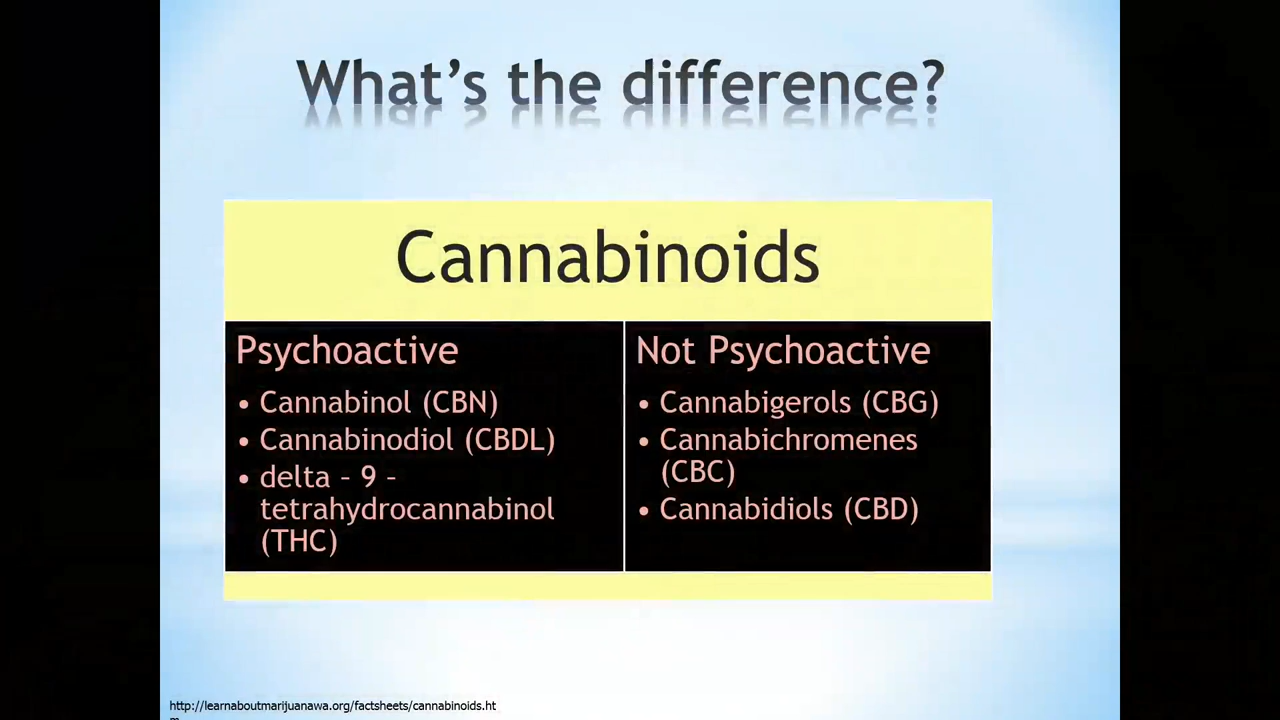 What's the difference?
Cannabinoids
Psychoactive
• Cannabinol (CBN)
• Cannabinodiol (CBDL)
• delta – 9 –
tetrahydrocannabinol
(THC)
Not Psychoactive
• Cannabigerols (CBG)
• Cannabichromenes
(CBC)
• Cannabidiols (CBD)
http://learnaboutmarijuanawa.org/factsheets/cannabinoids.ht